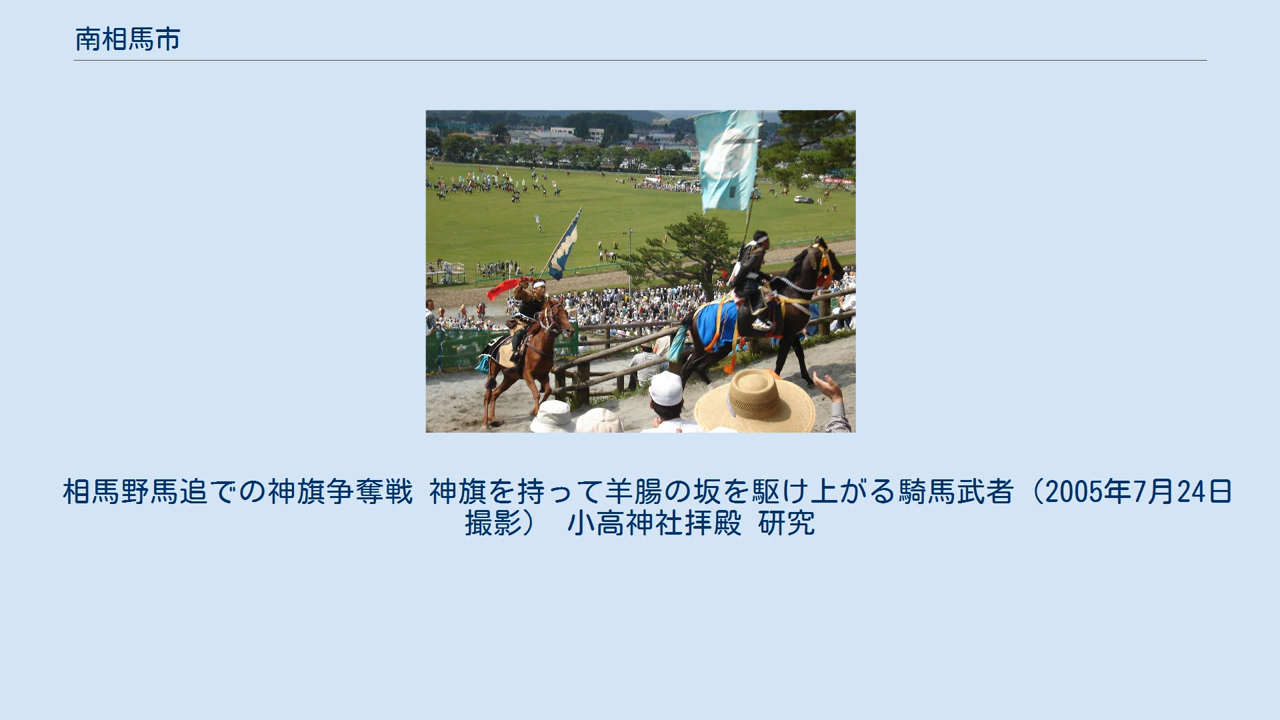 南相馬市
相馬野馬追での神旗争奪戦 神旗を持って羊腸の坂を駆け上がる騎馬武者（2005年7月24日
撮影） 小高神社拝殿 研究